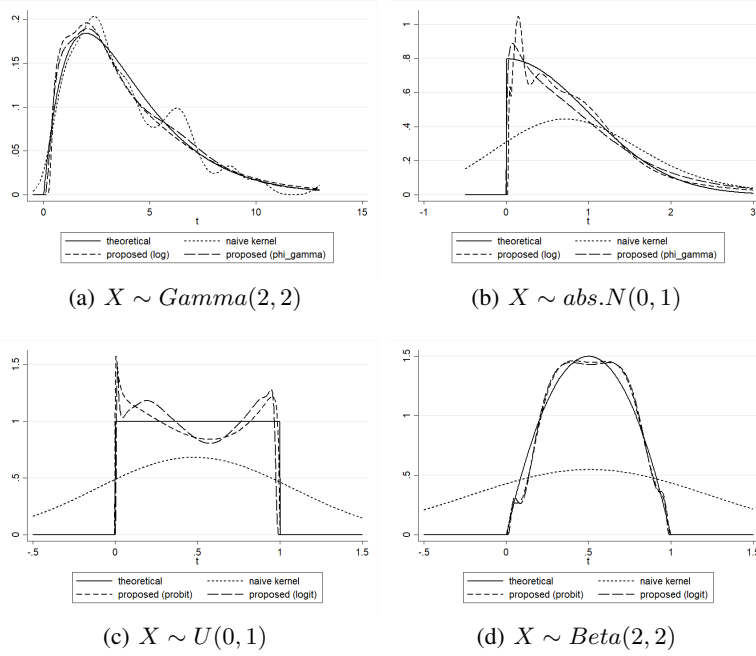 .2
.15
.1
.05
0
0 5 10 15
t
theoretical naive kernel
proposed (log) proposed (phi_gamma)
(a) X ∼ Gamma(2, 2)
1
.8
.6
.4
.2
0
-1 0 1 2 3
t
theoretical naive kernel
proposed (log) proposed (phi_gamma)
(b) X ∼ abs.N(0, 1)
1.5
1
.5
0
-.5 0 .5 1 1.5
t
theoretical naive kernel
proposed (probit) proposed (logit)
(c) X ∼ U(0, 1)
1.5
1
.5
0
-.5 0 .5 1 1.5
t
theoretical naive kernel
proposed (probit) proposed (logit)
(d) X ∼ Beta(2, 2)